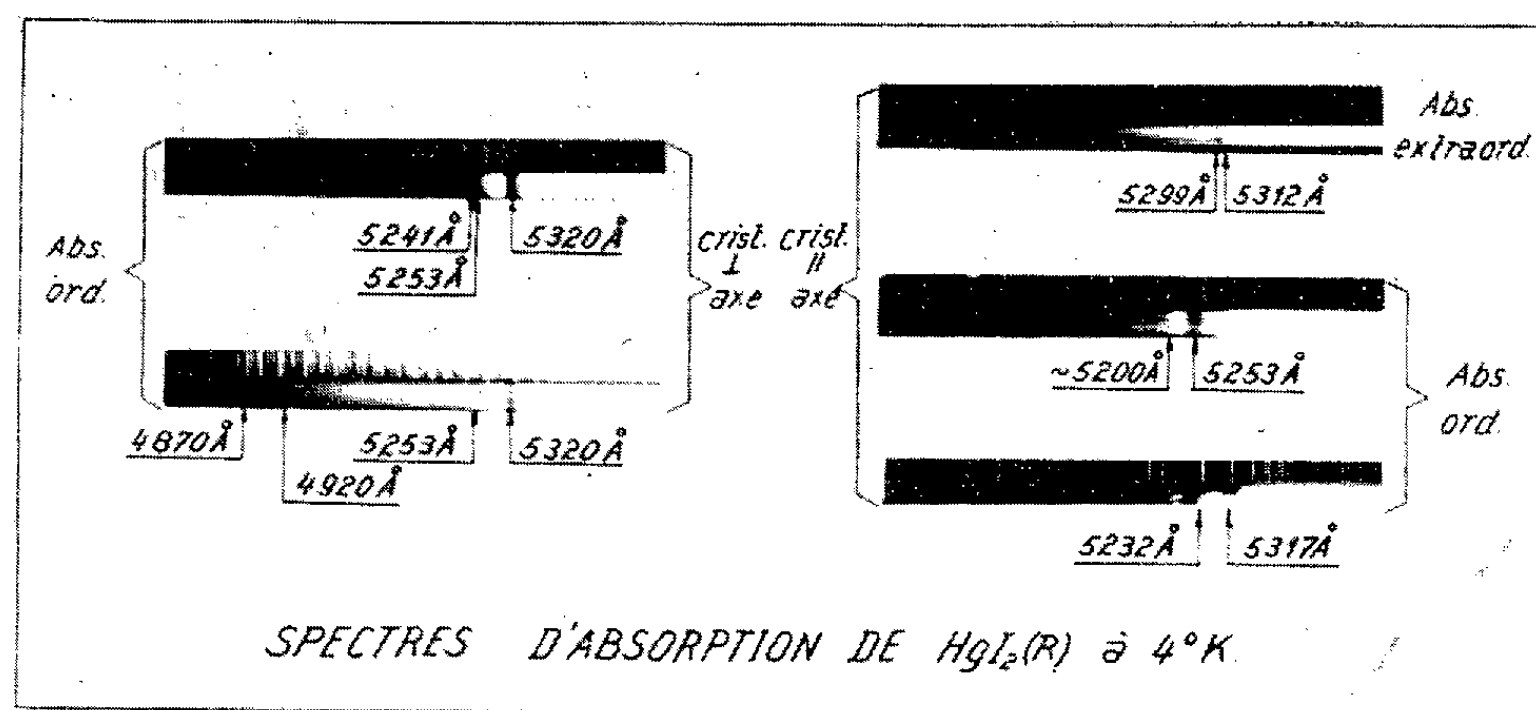 Abs.
ord.
5241Å
5320Å
5253Å
4870Å
5253Å
5320Å
4920Å
crist.
⊥
axe
crist.
//
axe
Abs.
extraord.
5299Å
5312Å
~5200Å
5253Å
Abs.
ord.
5232Å
5317Å
SPECTRES D'ABSORPTION DE HgI₂(R) à 4°K.